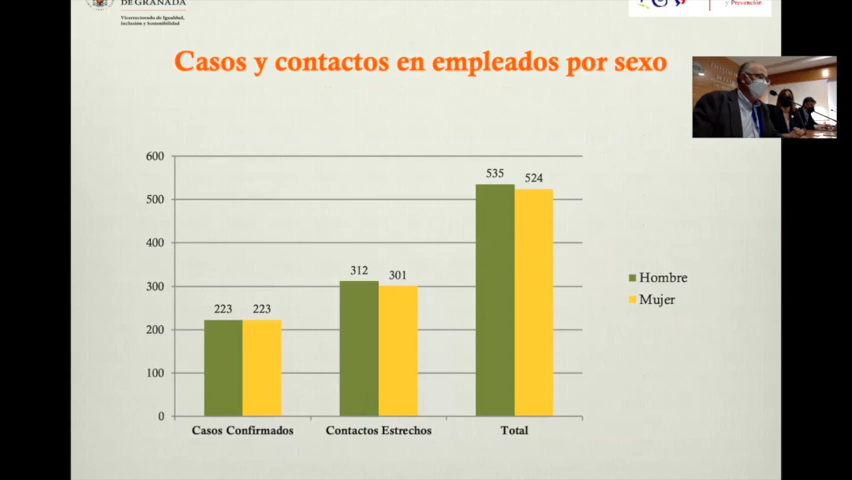 DE GRANADA
Vicerrectorado de Igualdad,
Inclusión y Sostenibilidad
y Prevención
Casos y contactos en empleados por sexo
600
500
400
300
200
100
0
223
223
312
301
535
524
Casos Confirmados
Contactos Estrechos
Total
Hombre
Mujer